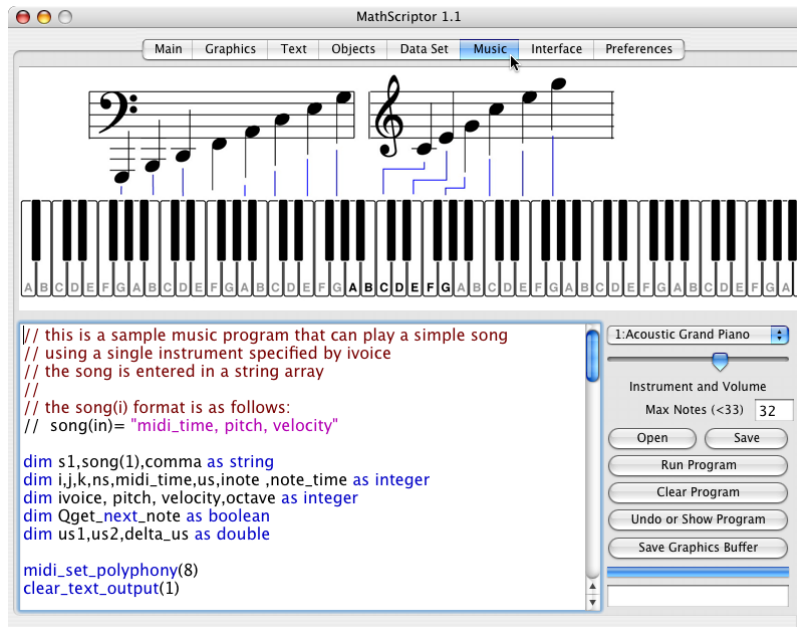 MathScriptor 1.1
Main Graphics Text Objects Data Set Music Interface Preferences
A B C D E F G A B C D E F G A B C D E F G A B C D E F G A B C D E F G A B C D E F G A B C D E F G A
// this is a sample music program that can play a simple song
// using a single instrument specified by ivoice
// the song is entered in a string array
//
// the song(i) format is as follows:
// song(in)= "midi_time, pitch, velocity"
dim s1,song(1),comma as string
dim i,j,k,ns,midi_time,us,inote ,note_time as integer
dim ivoice, pitch, velocity,octave as integer
dim Qget_next_note as boolean
dim us1,us2,delta_us as double
midi_set_polyphony(8)
clear_text_output(1)
1:Acoustic Grand Piano
Instrument and Volume
Max Notes (<33) 32
Open Save
Run Program
Clear Program
Undo or Show Program
Save Graphics Buffer